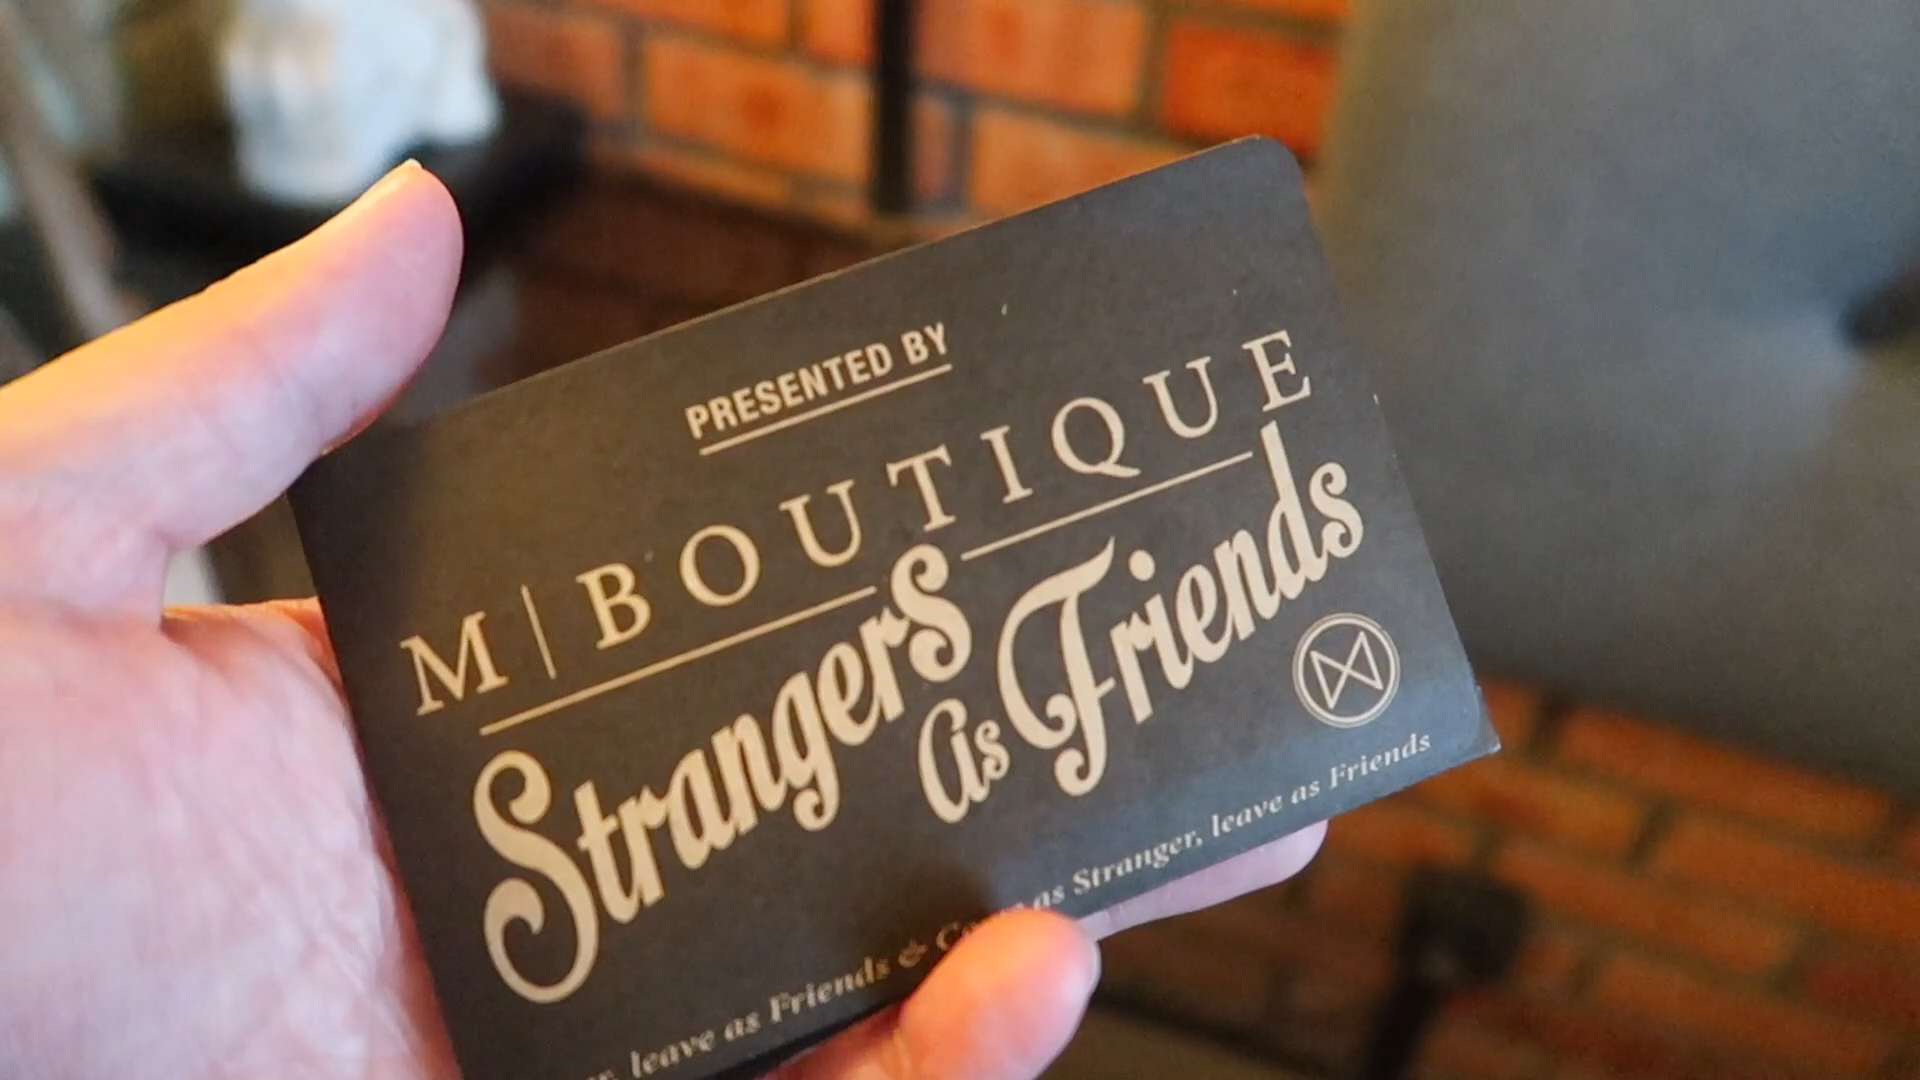 PRESENTED BY
M|BOUTIQUE
Strangers
As Friends
leave as Friends & as Stranger, leave as Friends